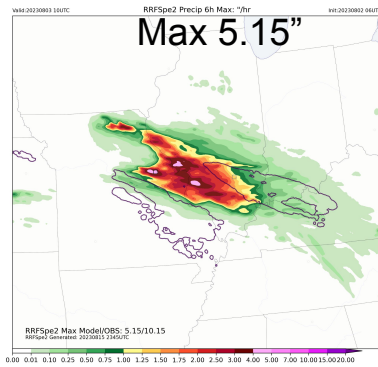 Valid:20230803 10UTC RRFSpe2 Precip 6h Max: "/hr Init:20230802 06UT
Max 5.15”
RRFSpe2 Max Model/OBS: 5.15/10.15
RRFSpe2 Generated: 20230815 2345UTC
0.00 0.01 0.10 0.25 0.50 0.75 1.00 1.25 1.50 1.75 2.00 2.50 3.00 4.00 5.00 7.00 10.00 15.00 20.00